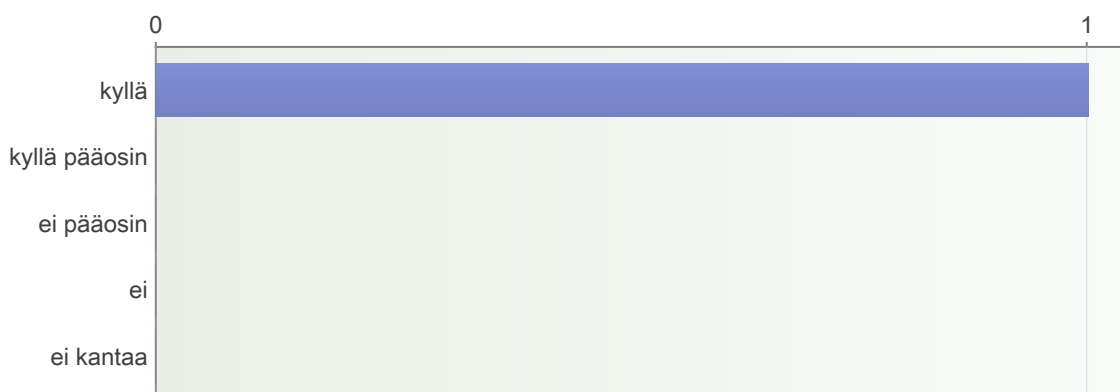 0 1
kyllä
kyllä pääosin
ei pääosin
ei
ei kantaa